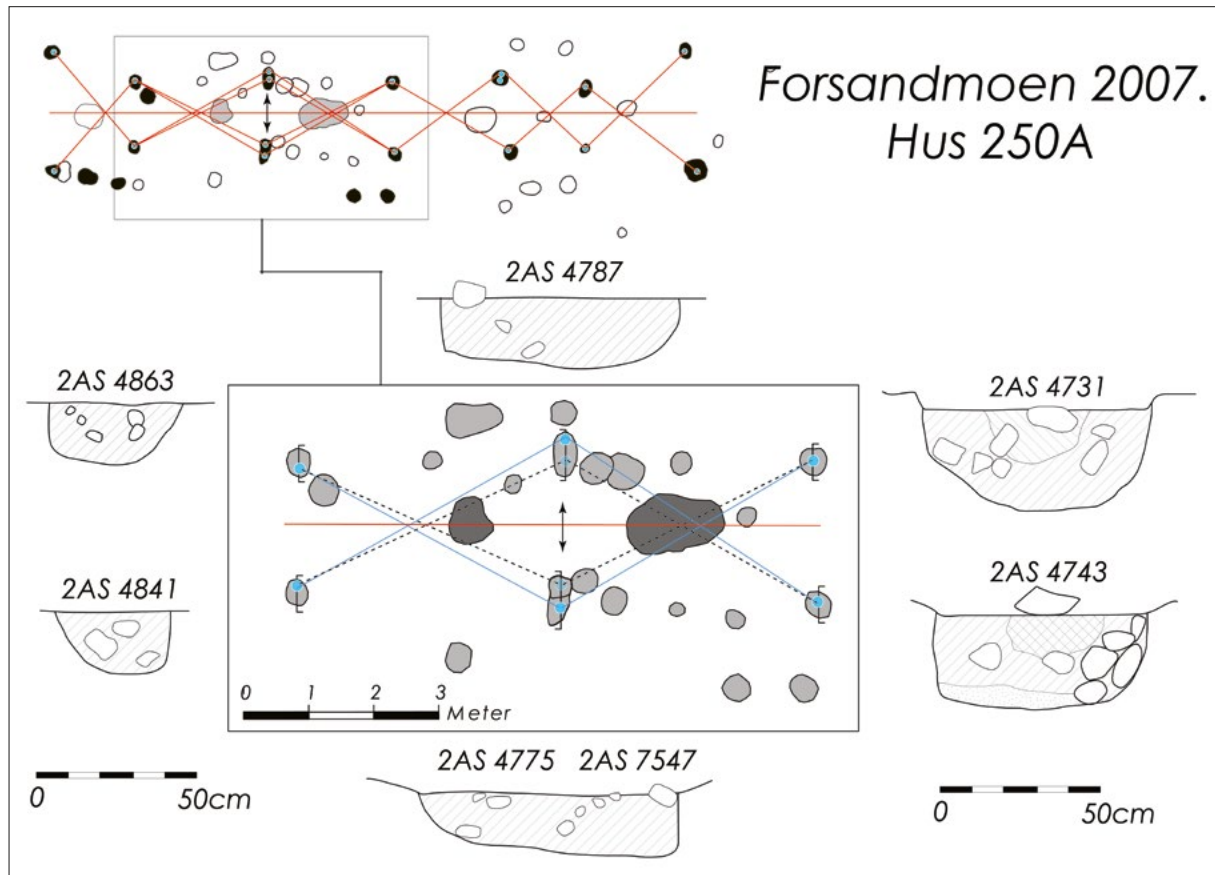 Forsandmoen 2007.
Hus 250A
2AS 4787
2AS 4863
2AS 4731
2AS 4841
2AS 4743
0 1 2 3
Meter
2AS 4775 2AS 7547
0 50cm
0 50cm